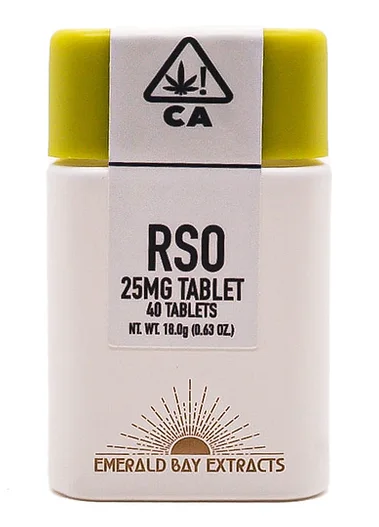 !
CA
RSO
25MG TABLET
40 TABLETS
NT. WT. 18.0g (0.63 OZ.)
EMERALD BAY EXTRACTS